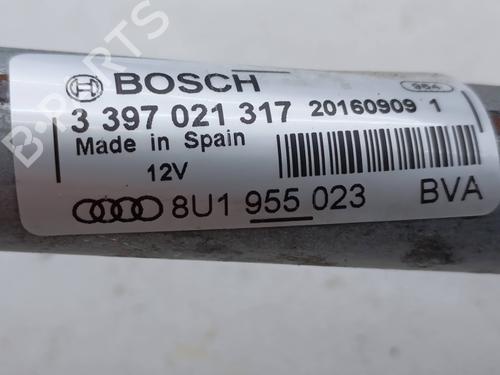 BOSCH
954
3 397 021 317 20160909 1
Made in Spain
12V
8U1 955 023 BVA
B-PARTS